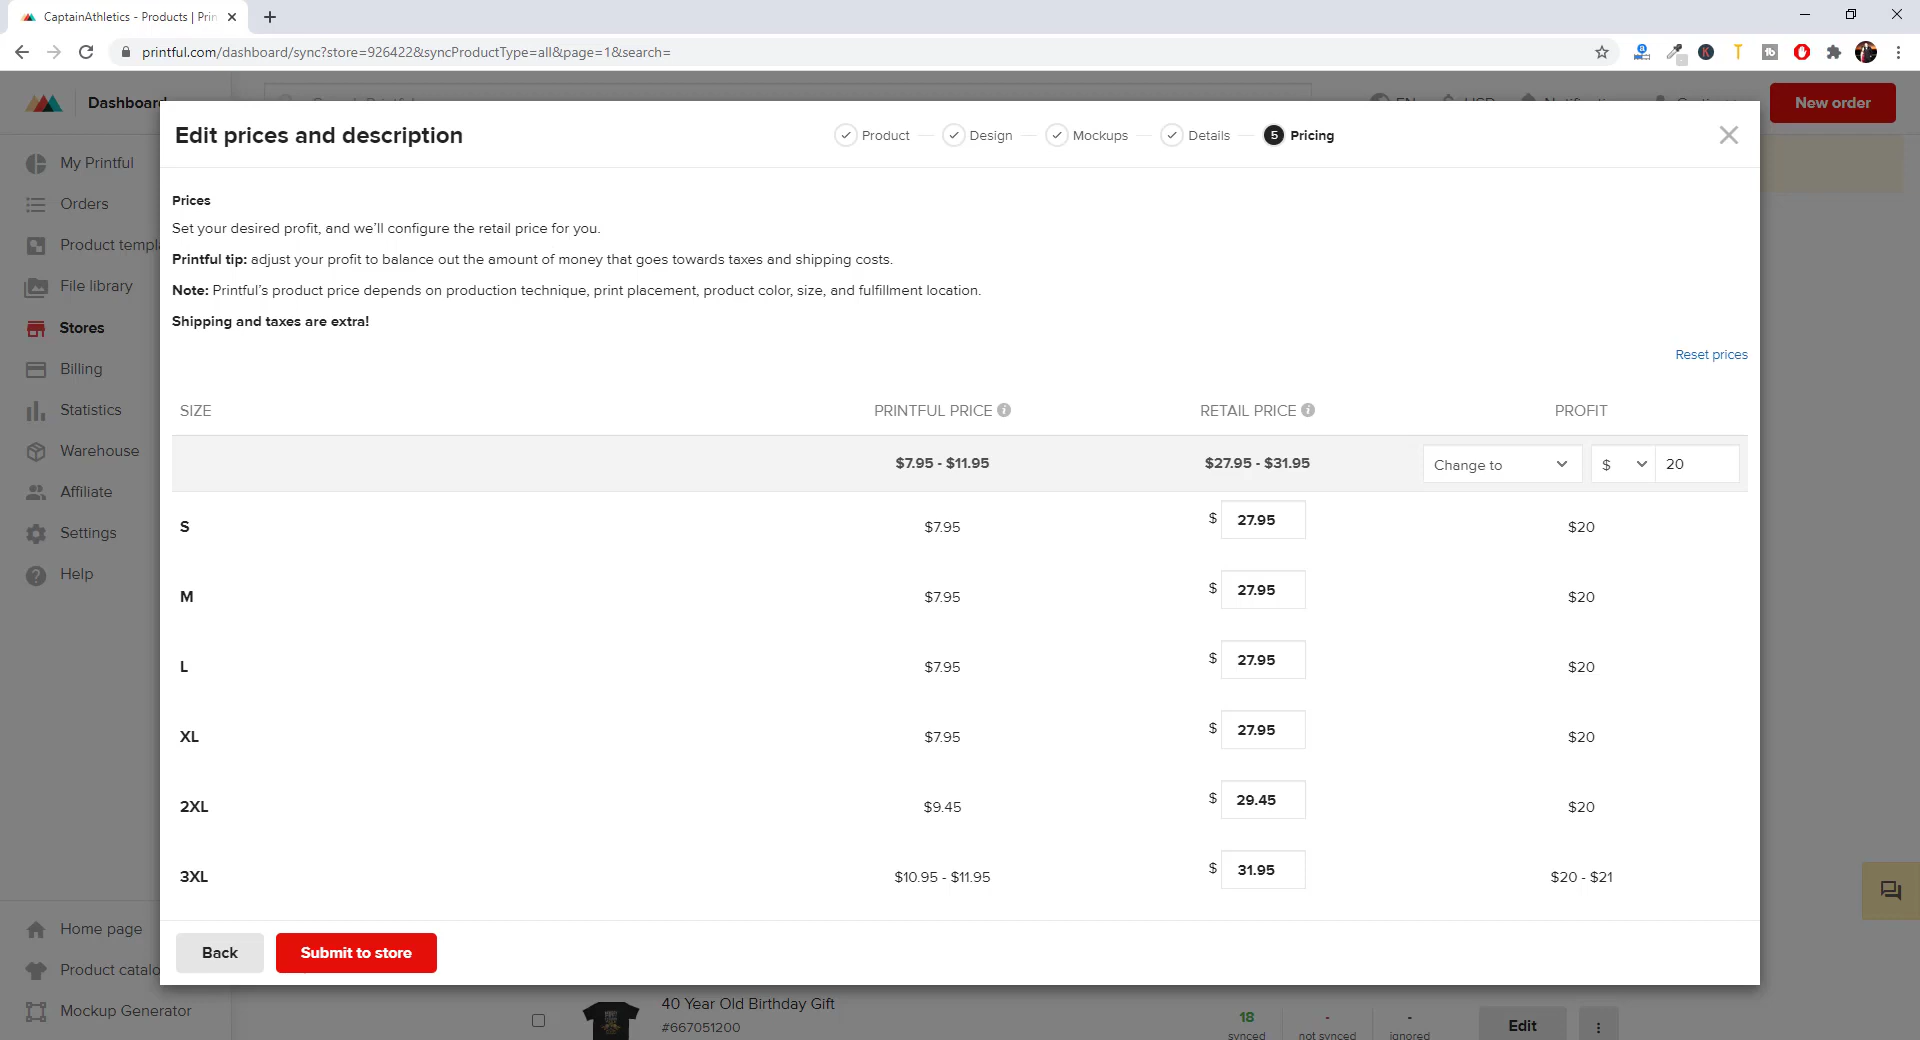 CaptainAthletics - Products | Prin
printful.com/dashboard/sync?store=926422&syncProductType=all&page=1&search=
Dashboard
New order
My Printful
Orders
Product templ
File library
Stores
Billing
Statistics
Warehouse
Affiliate
Settings
Help
Home page
Product catalo
Mockup Generator
Edit prices and description
Product
Design
Mockups
Details
5 Pricing
Prices
Set your desired profit, and we’ll configure the retail price for you.
Printful tip: adjust your profit to balance out the amount of money that goes towards taxes and shipping costs.
Note: Printful’s product price depends on production technique, print placement, product color, size, and fulfillment location.
Shipping and taxes are extra!
Reset prices
SIZE PRINTFUL PRICE RETAIL PRICE PROFIT
$7.95 - $11.95 $27.95 - $31.95 Change to $ 20
S $7.95 $ 27.95 $20
M $7.95 $ 27.95 $20
L $7.95 $ 27.95 $20
XL $7.95 $ 27.95 $20
2XL $9.45 $ 29.45 $20
3XL $10.95 - $11.95 $ 31.95 $20 - $21
Back
Submit to store
40 Year Old Birthday Gift
#667051200
18 - -
synced not synced ignored
Edit